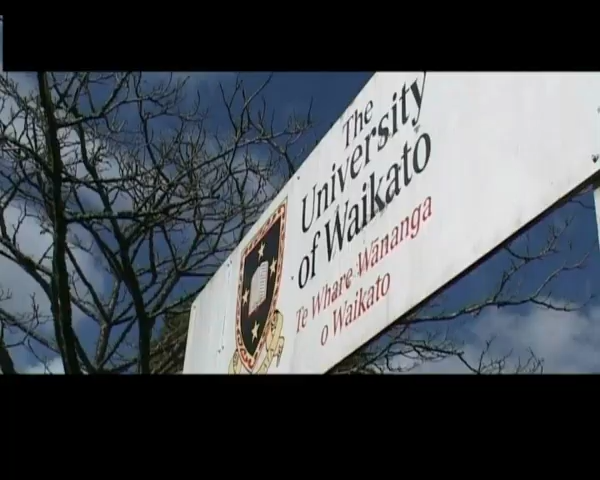 The
University
of Waikato
Te Whare Wānanga
o Waikato